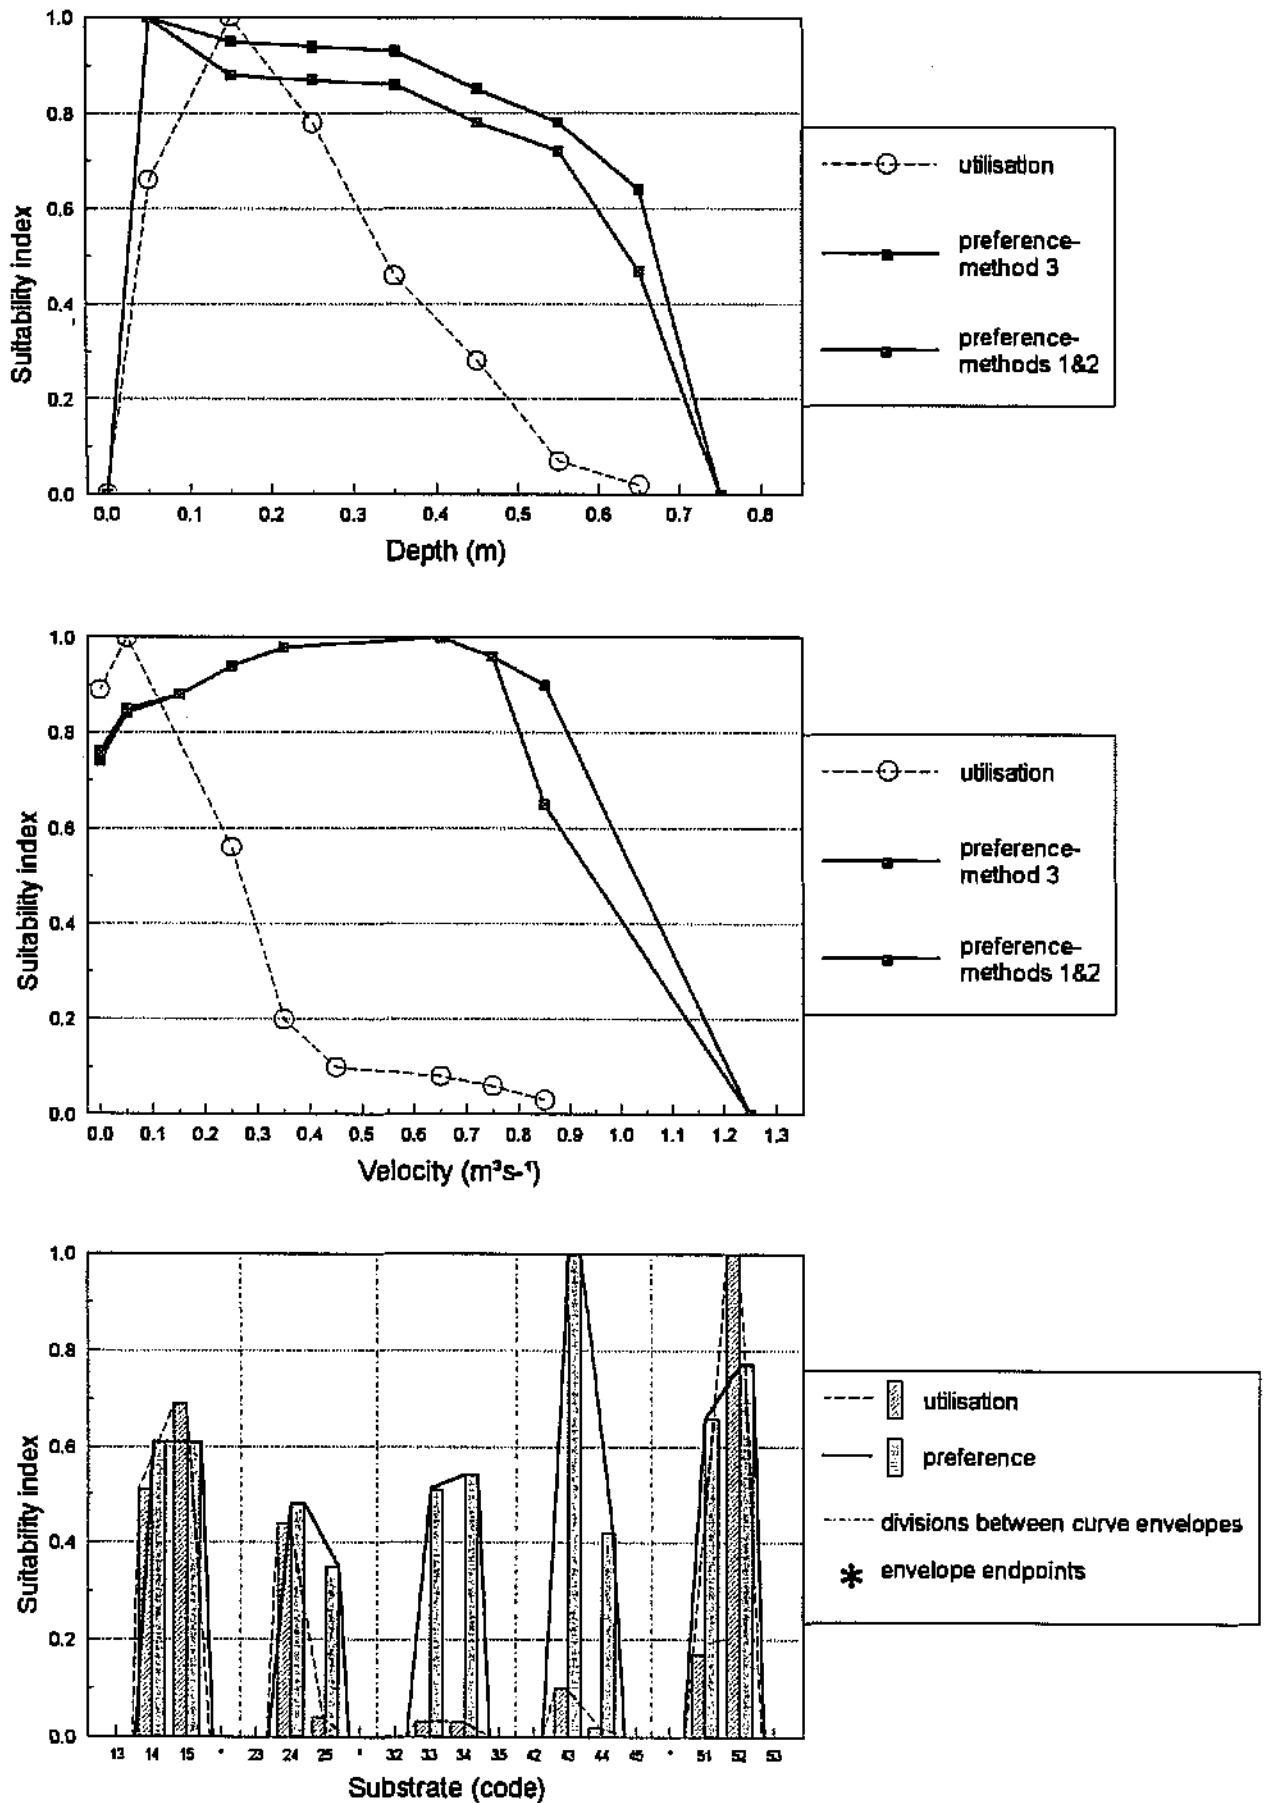 1.0
0.8
0.6
0.4
0.2
0.0
Suitability index
0.0 0.1 0.2 0.3 0.4 0.5 0.6 0.7 0.8
Depth (m)
utilisation
preference-
method 3
preference-
methods 1&2
1.0
0.8
0.6
0.4
0.2
0.0
Suitability index
0.0 0.1 0.2 0.3 0.4 0.5 0.6 0.7 0.8 0.9 1.0 1.1 1.2 1.3
Velocity (m³s-¹)
utilisation
preference-
method 3
preference-
methods 1&2
1.0
0.8
0.6
0.4
0.2
0.0
Suitability index
13 14 15 * 23 24 25 * 32 33 34 35 42 43 44 45 * 51 52 53
Substrate (code)
utilisation
preference
divisions between curve envelopes
* envelope endpoints